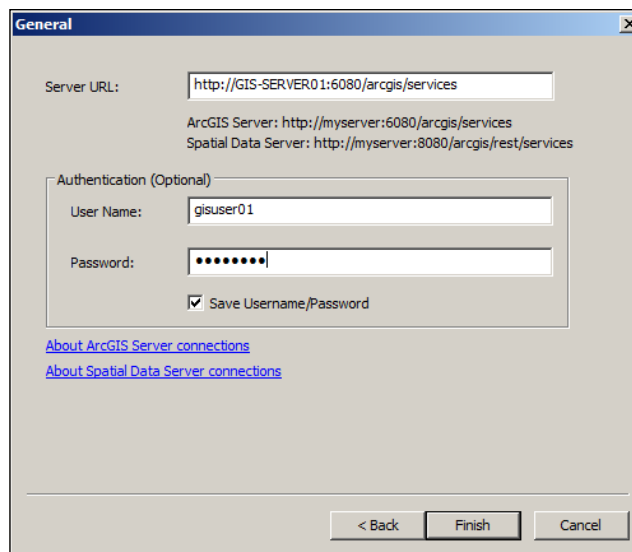 General
Server URL: http://GIS-SERVER01:6080/arcgis/services
ArcGIS Server: http://myserver:6080/arcgis/services
Spatial Data Server: http://myserver:8080/arcgis/rest/services
Authentication (Optional)
User Name: gisuser01
Password: ●●●●●●●●
Save Username/Password
About ArcGIS Server connections
About Spatial Data Server connections
< Back Finish Cancel